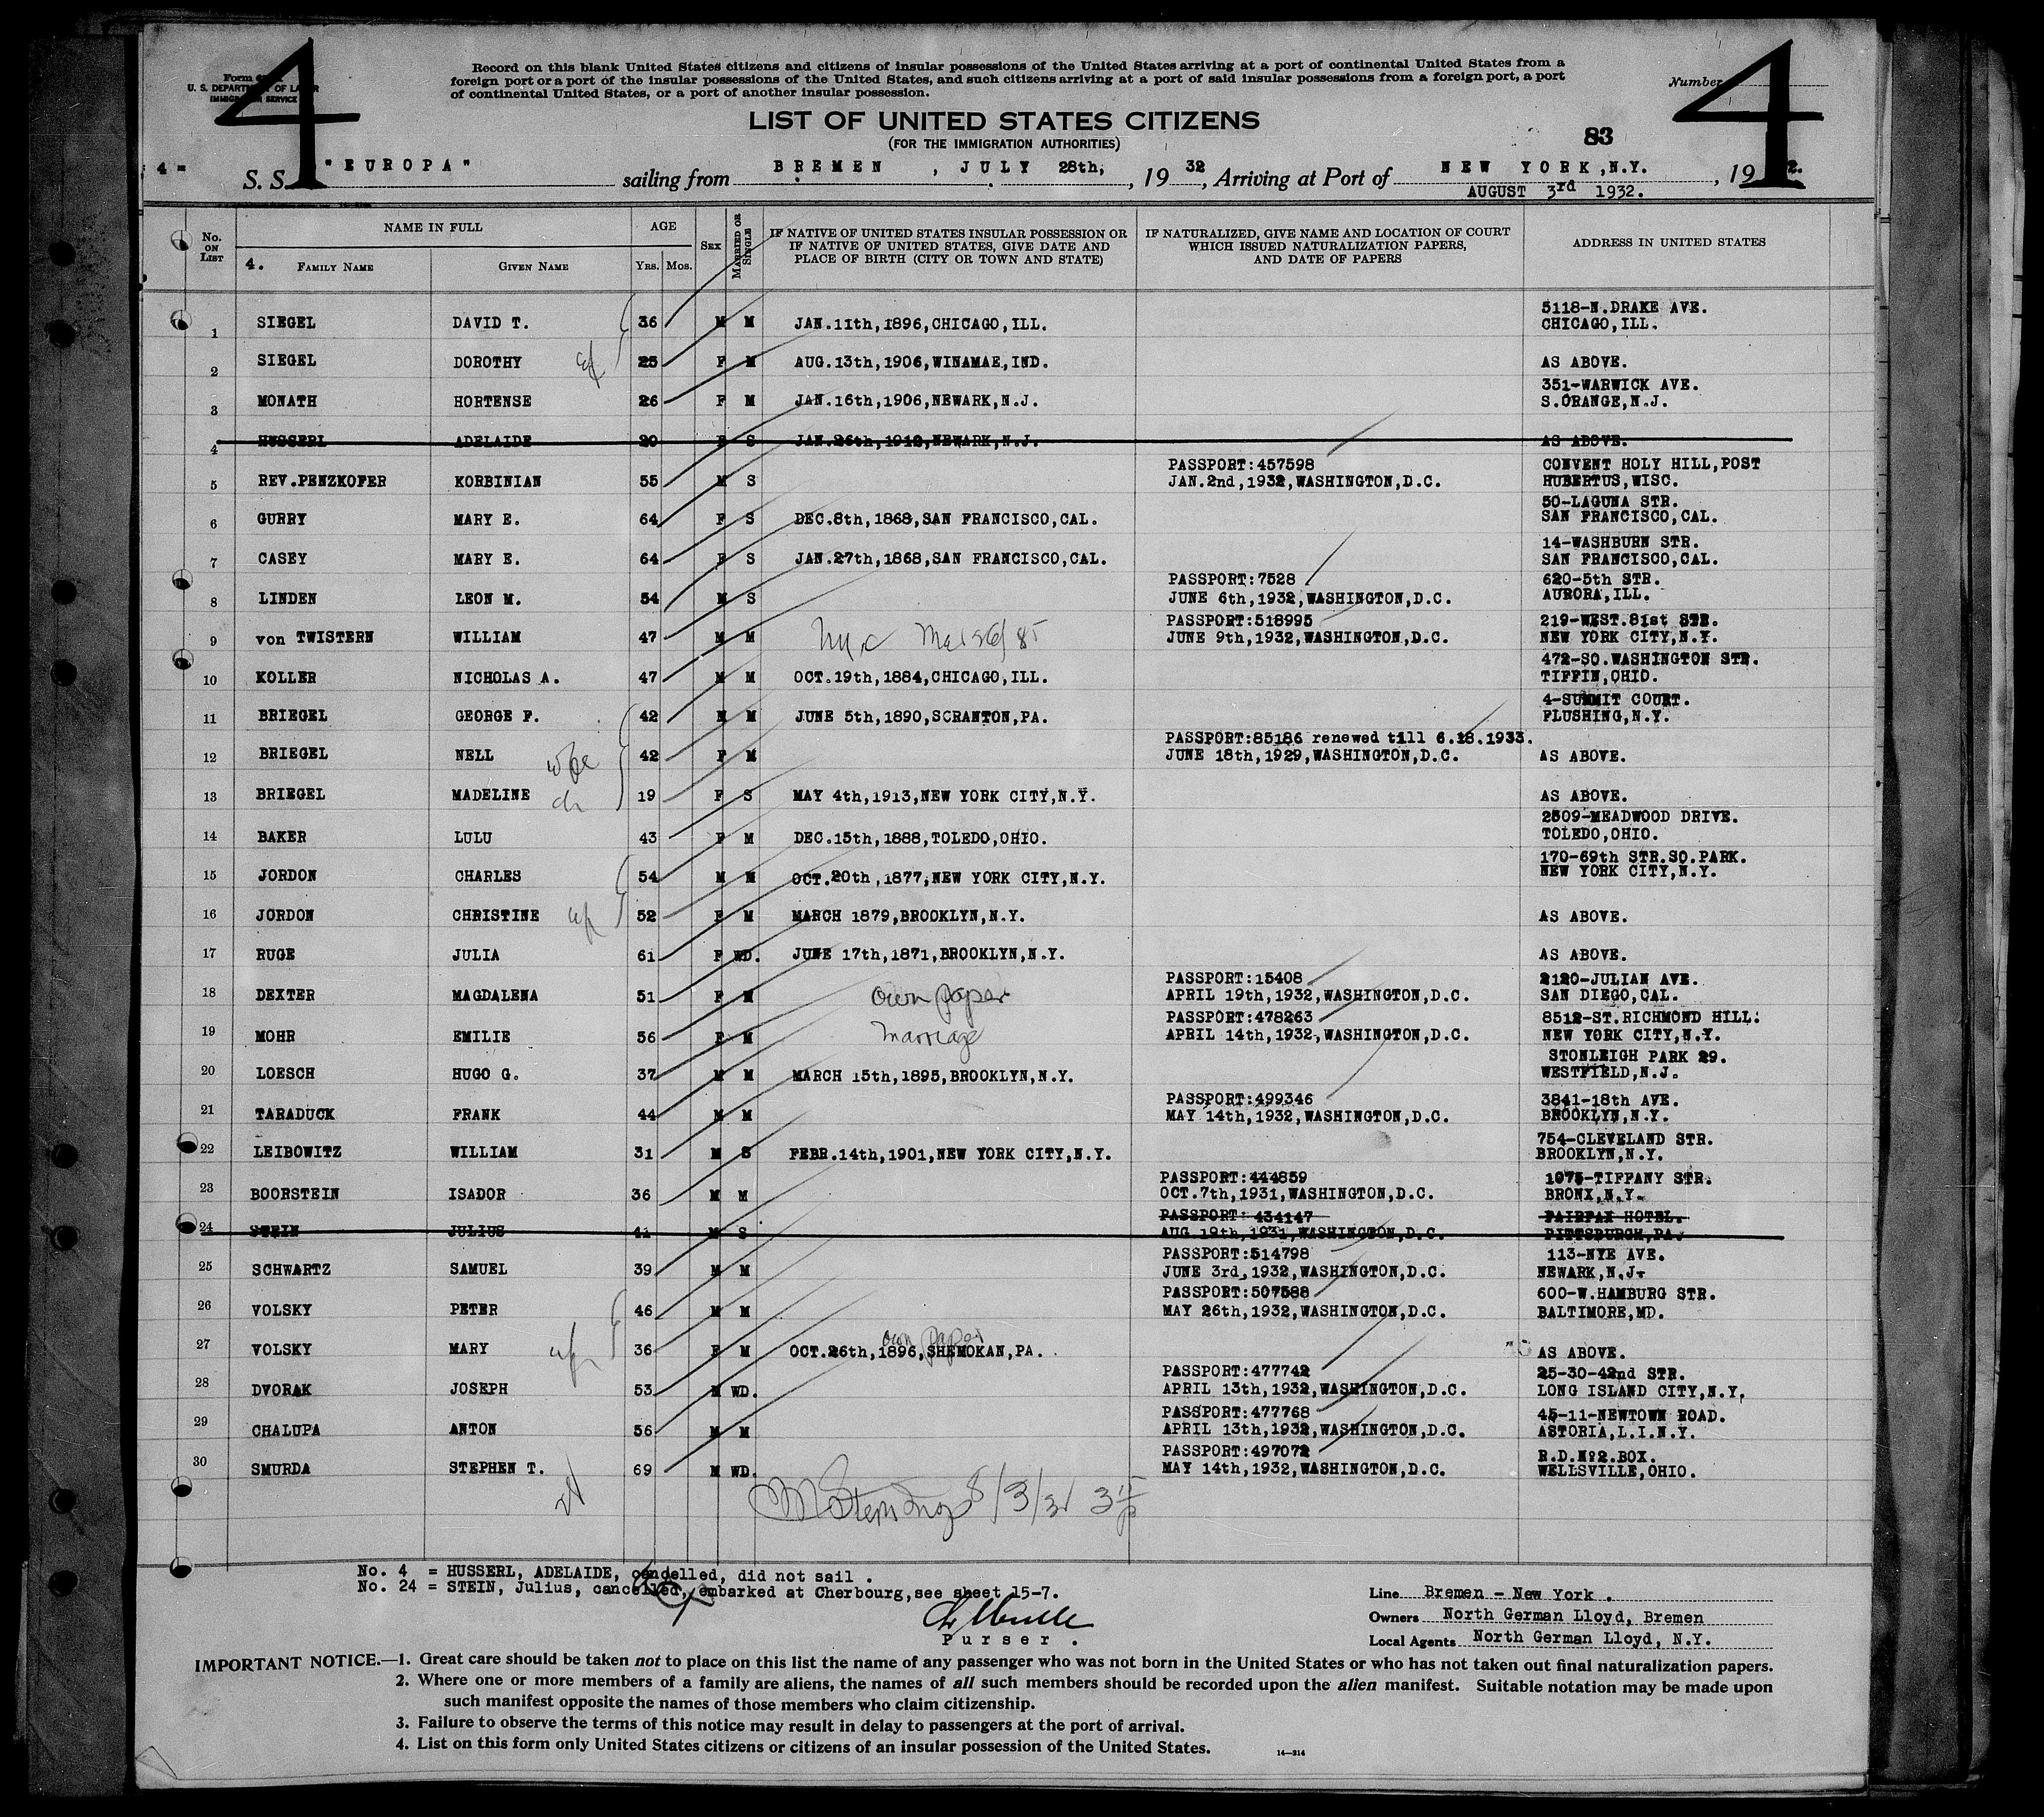 4 4
Form
U. S. DEPARTMENT OF LABOR
IMMIGRATION SERVICE
Record on this blank United States citizens and citizens of insular possessions of the United States arriving at a port of continental United States from a
foreign port or a port of the insular possessions of the United States, and such citizens arriving at a port of said insular possessions from a foreign port, a port
of continental United States, or a port of another insular possession.
Number
LIST OF UNITED STATES CITIZENS
(FOR THE IMMIGRATION AUTHORITIES)
83
4 = S. S. "EUROPA" sailing from BREMEN, JULY 28th, , 1932, Arriving at Port of NEW YORK,N.Y. , 19 2.
AUGUST 3rd 1932.
No. ON LIST NAME IN FULL AGE SEX MARRIED OR SINGLE IF NATIVE OF UNITED STATES INSULAR POSSESSION OR IF NATIVE OF UNITED STATES, GIVE DATE AND PLACE OF BIRTH (CITY OR TOWN AND STATE) IF NATURALIZED, GIVE NAME AND LOCATION OF COURT WHICH ISSUED NATURALIZATION PAPERS, AND DATE OF PAPERS ADDRESS IN UNITED STATES
4. FAMILY NAME GIVEN NAME YRS. MOS.
5118-N.DRAKE AVE.
1 SIEGEL DAVID T. 36 M M JAN.11th,1896,CHICAGO,ILL. CHICAGO,ILL.
2 SIEGEL DOROTHY wf 25 F M AUG.13th,1906,WINAMAE,IND. AS ABOVE.
351-WARWICK AVE.
3 MONATH HORTENSE 26 F M JAN.16th,1906,NEWARK,N.J. S.ORANGE,N.J.
4 HUSSERL ADELAIDE 20 F S JAN.26th,1912,NEWARK,N.J. AS ABOVE.
PASSPORT:457598 CONVENT HOLY HILL,POST
5 REV.PENZKOFER KORBINIAN 55 M S JAN.2nd,1932,WASHINGTON,D.C. HUBERTUS,WISC.
50-LAGUNA STR.
6 GURRY MARY E. 64 F S DEC.8th,1868,SAN FRANCISCO,CAL. SAN FRANCISCO,CAL.
14-WASHBURN STR.
7 CASEY MARY E. 64 F S JAN.27th,1868,SAN FRANCISCO,CAL. SAN FRANCISCO,CAL.
PASSPORT:7528 620-5th STR.
8 LINDEN LEON M. 54 M S JUNE 6th,1932,WASHINGTON,D.C. AURORA,ILL.
PASSPORT:518995 219-WEST.81st STR.
9 von TWISTERN WILLIAM 47 M M JUNE 9th,1932,WASHINGTON,D.C. NEW YORK CITY,N.Y.
472-SO.WASHINGTON STR.
10 KOLLER NICHOLAS A. 47 M M OCT.19th,1884,CHICAGO,ILL. TIFFIN,OHIO.
4-SUMMIT COURT.
11 BRIEGEL GEORGE F. 42 M M JUNE 5th,1890,SCRANTON,PA. FLUSHING,N.Y.
PASSPORT:85186 renewed till 6.18.1933.
12 BRIEGEL NELL wife 42 F M JUNE 18th,1929,WASHINGTON,D.C. AS ABOVE.
13 BRIEGEL MADELINE ch 19 F S MAY 4th,1913,NEW YORK CITY,N.Y. AS ABOVE.
2509-MEADWOOD DRIVE.
14 BAKER LULU 43 F M DEC.15th,1888,TOLEDO,OHIO. TOLEDO,OHIO.
170-69th STR.SO.PARK.
15 JORDON CHARLES 54 M M OCT.20th,1877,NEW YORK CITY,N.Y. NEW YORK CITY,N.Y.
16 JORDON CHRISTINE wf 52 F M MARCH 1879,BROOKLYN,N.Y. AS ABOVE.
17 RUGE JULIA 61 F WD. JUNE 17th,1871,BROOKLYN,N.Y. AS ABOVE.
PASSPORT:15408 2120-JULIAN AVE.
18 DEXTER MAGDALENA 51 F M own paper APRIL 19th,1932,WASHINGTON,D.C. SAN DIEGO,CAL.
PASSPORT:478263 8512-ST.RICHMOND HILL.
19 MOHR EMILIE 56 F M marriage APRIL 14th,1932,WASHINGTON,D.C. NEW YORK CITY,N.Y.
STONLEIGH PARK 29.
20 LOESCH HUGO G. 37 M M MARCH 15th,1895,BROOKLYN,N.Y. WESTFIELD,N.J.
PASSPORT:499346 3841-18th AVE.
21 TARADUCK FRANK 44 M M MAY 14th,1932,WASHINGTON,D.C. BROOKLYN,N.Y.
754-CLEVELAND STR.
22 LEIBOWITZ WILLIAM 31 M S FEBR.14th,1901,NEW YORK CITY,N.Y. BROOKLYN,N.Y.
PASSPORT:444859 1075-TIFFANY STR.
23 BOORSTEIN ISADOR 36 M M OCT.7th,1931,WASHINGTON,D.C. BRONX,N.Y.
PASSPORT: 434147 FAIRFAX HOTEL.
24 STEIN JULIUS 41 M S AUG.19th,1931,WASHINGTON,D.C. PITTSBURGH,PA.
PASSPORT:514798 113-NYE AVE.
25 SCHWARTZ SAMUEL 39 M M JUNE 3rd,1932,WASHINGTON,D.C. NEWARK,N.J.
PASSPORT:507588 600-W.HAMBURG STR.
26 VOLSKY PETER 46 M M MAY 26th,1932,WASHINGTON,D.C. BALTIMORE,MD.
own paper
27 VOLSKY MARY wf 36 F M OCT.26th,1896,SHEMOKAN,PA. AS ABOVE.
PASSPORT:477742 25-30-42nd STR.
28 DVORAK JOSEPH 53 M WD. APRIL 13th,1932,WASHINGTON,D.C. LONG ISLAND CITY,N.Y.
PASSPORT:477768 45-11-NEWTOWN ROAD.
29 CHALUPA ANTON 56 M M APRIL 13th,1932,WASHINGTON,D.C. ASTORIA,L.I.N.Y.
PASSPORT:497072 R.D.Nº2.BOX.
30 SMURDA STEPHEN T. 69 M WD. MAY 14th,1932,WASHINGTON,D.C. WELLSVILLE,OHIO.
8/3/32
No. 4 = HUSSERL, ADELAIDE, cancelled, did not sail .
No. 24 = STEIN, Julius, cancelled, embarked at Cherbourg,see sheet 15-7.
Purser .
Line Bremen - New York .
Owners North German Lloyd, Bremen
Local Agents North German Lloyd, N.Y.
IMPORTANT NOTICE.—1. Great care should be taken not to place on this list the name of any passenger who was not born in the United States or who has not taken out final naturalization papers.
2. Where one or more members of a family are aliens, the names of all such members should be recorded upon the alien manifest. Suitable notation may be made upon
such manifest opposite the names of those members who claim citizenship.
3. Failure to observe the terms of this notice may result in delay to passengers at the port of arrival.
4. List on this form only United States citizens or citizens of an insular possession of the United States.
14—214